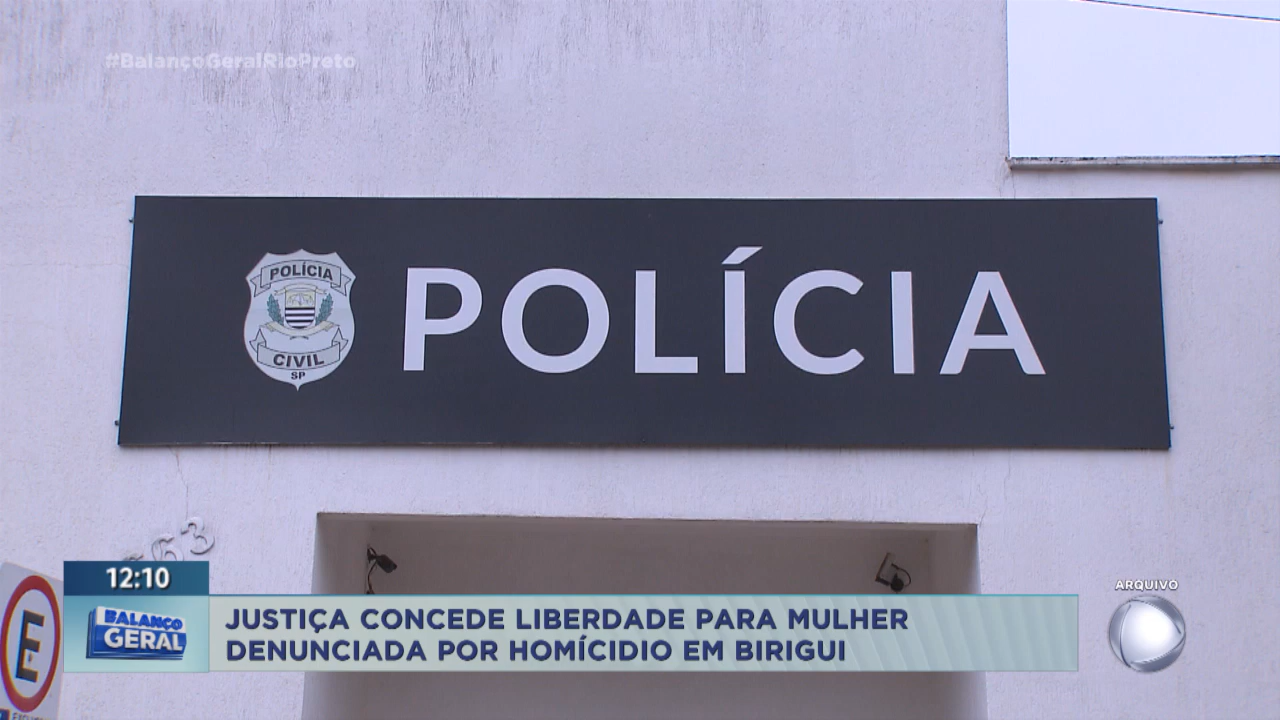 #BalançoGeralRioPreto
POLÍCIA
CIVIL
SP
POLÍCIA
63
12:10
BALANÇO
GERAL
JUSTIÇA CONCEDE LIBERDADE PARA MULHER
DENUNCIADA POR HOMÍCIDIO EM BIRIGUI
ARQUIVO
E